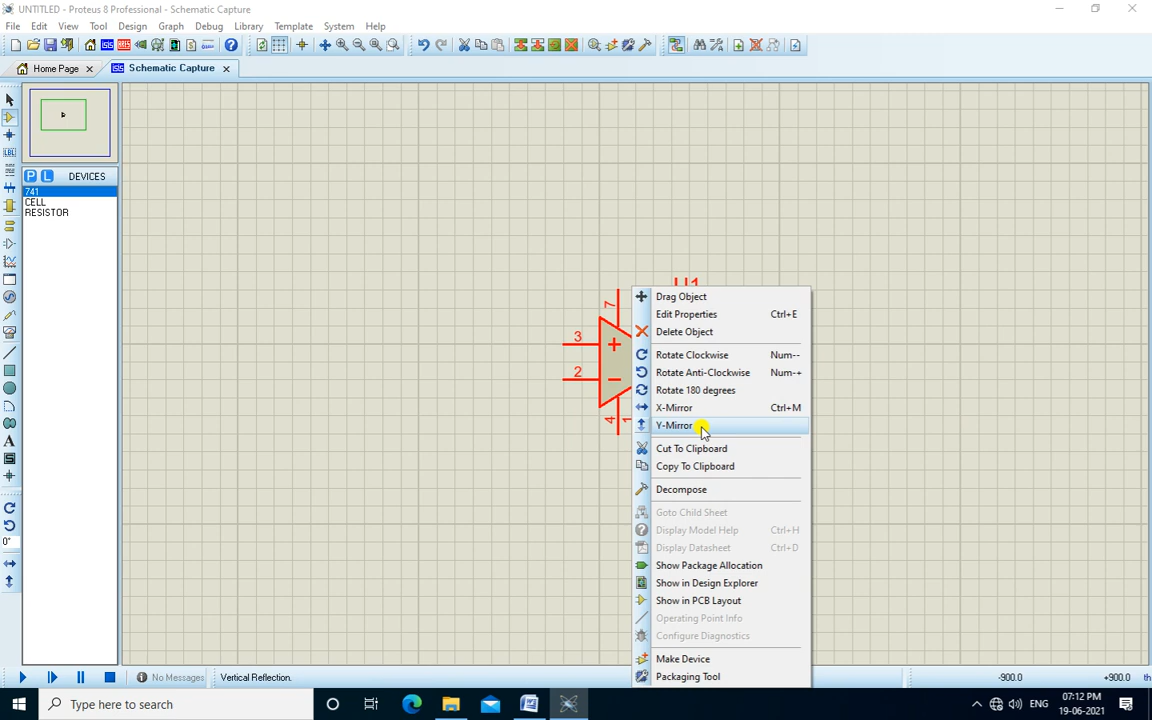 UNTITLED - Proteus 8 Professional - Schematic Capture
File Edit View Tool Design Graph Debug Library Template System Help
Home Page
Schematic Capture
P L DEVICES
741
CELL
RESISTOR
LBL
A
0°
U1
7
3
2
4
1
Drag Object
Edit Properties Ctrl+E
Delete Object
Rotate Clockwise Num--
Rotate Anti-Clockwise Num-+
Rotate 180 degrees
X-Mirror Ctrl+M
Y-Mirror
Cut To Clipboard
Copy To Clipboard
Decompose
Goto Child Sheet
Display Model Help Ctrl+H
Display Datasheet Ctrl+D
Show Package Allocation
Show in Design Explorer
Show in PCB Layout
Operating Point Info
Configure Diagnostics
Make Device
Packaging Tool
No Messages Vertical Reflection. -900.0 +900.0 th
Type here to search
ENG
07:12 PM
19-06-2021